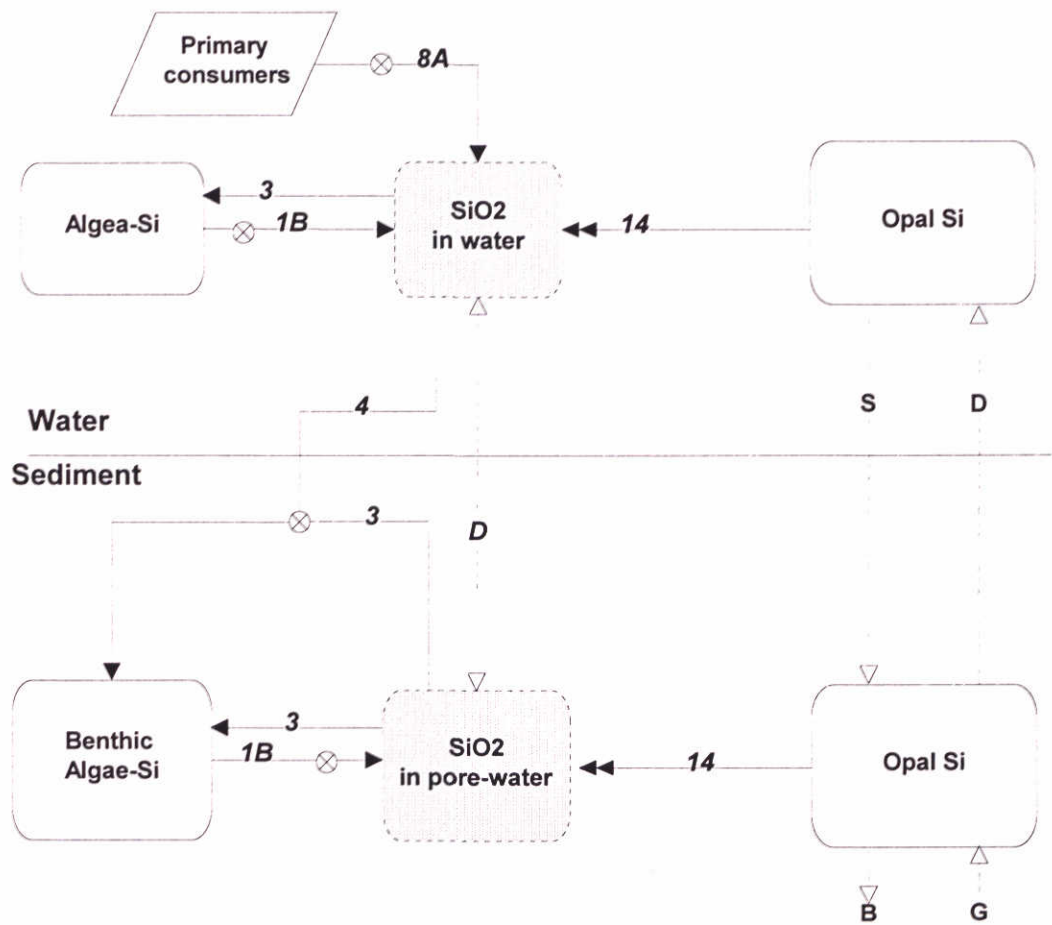 Primary
consumers
8A
3
1B
Algea-Si
SiO2
in water
14
Opal Si
4
S
D
Water
Sediment
3
D
Benthic
Algae-Si
3
1B
SiO2
in pore-water
14
Opal Si
B
G